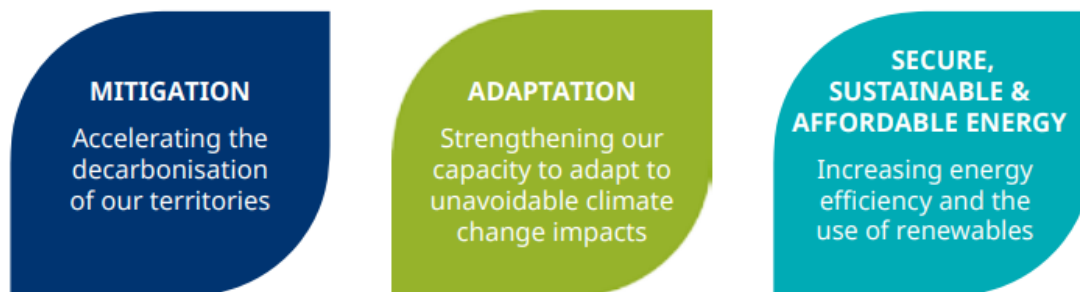 MITIGATION
Accelerating the
decarbonisation
of our territories
ADAPTATION
Strengthening our
capacity to adapt to
unavoidable climate
change impacts
SECURE,
SUSTAINABLE &
AFFORDABLE ENERGY
Increasing energy
efficiency and the
use of renewables